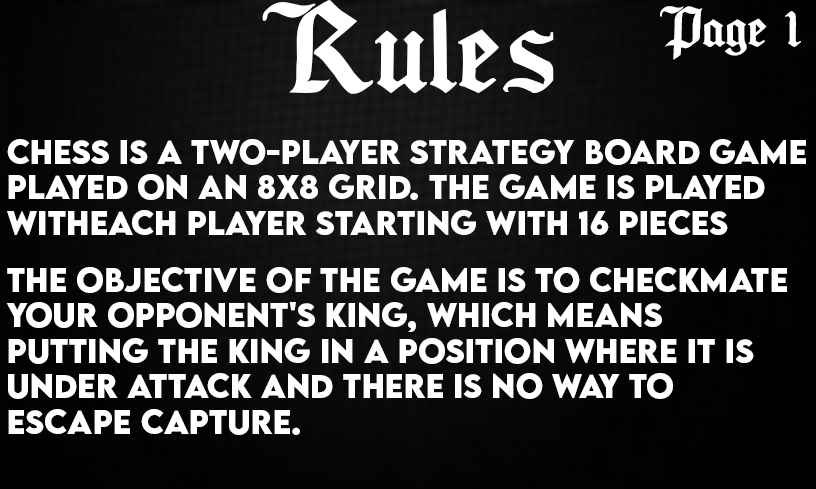 Rules
Page 1
CHESS IS A TWO-PLAYER STRATEGY BOARD GAME
PLAYED ON AN 8X8 GRID. THE GAME IS PLAYED
WITHEACH PLAYER STARTING WITH 16 PIECES
THE OBJECTIVE OF THE GAME IS TO CHECKMATE
YOUR OPPONENT'S KING, WHICH MEANS
PUTTING THE KING IN A POSITION WHERE IT IS
UNDER ATTACK AND THERE IS NO WAY TO
ESCAPE CAPTURE.